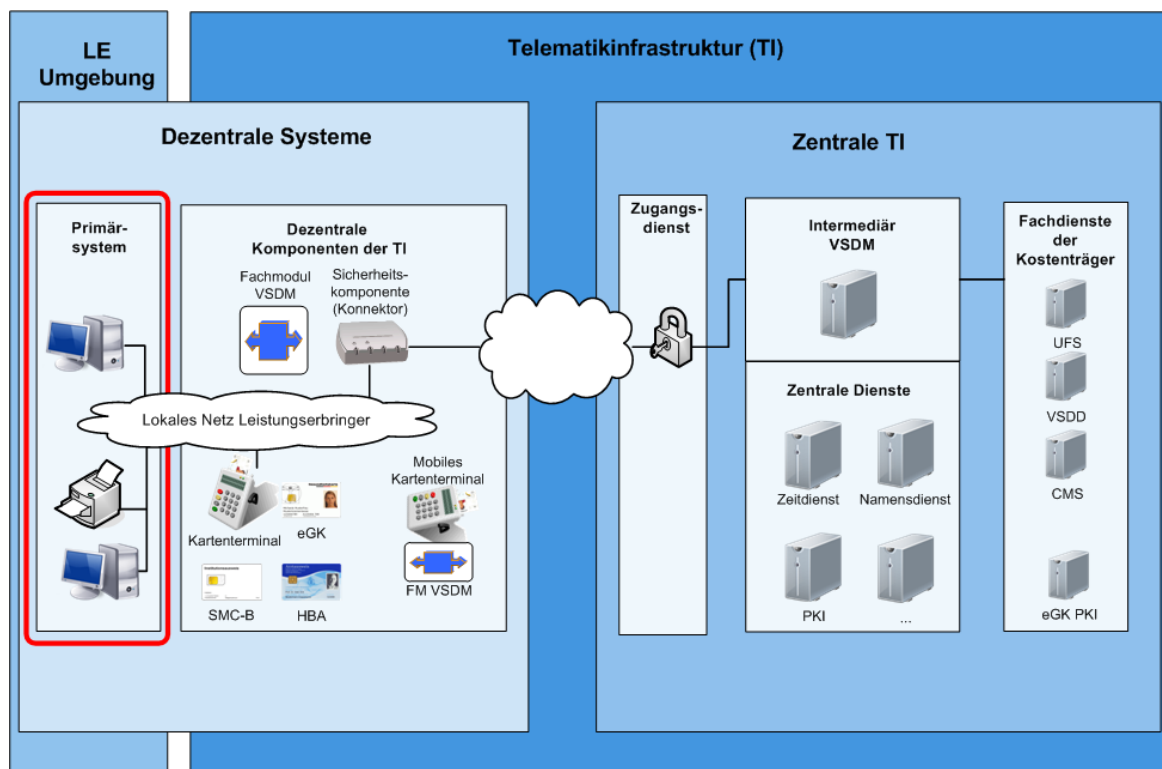 LE
Umgebung
Telematikinfrastruktur (TI)
Dezentrale Systeme
Zentrale TI
Primär-
system
Dezentrale
Komponenten der TI
Fachmodul
VSDM
Sicherheits-
komponente
(Konnektor)
Lokales Netz Leistungserbringer
Kartenterminal
eGK
Mobiles
Kartenterminal
FM VSDM
SMC-B
HBA
Zugangs-
dienst
Intermediär
VSDM
Zentrale Dienste
Zeitdienst
Namensdienst
PKI
...
Fachdienste
der
Kostenträger
UFS
VSDD
CMS
eGK PKI